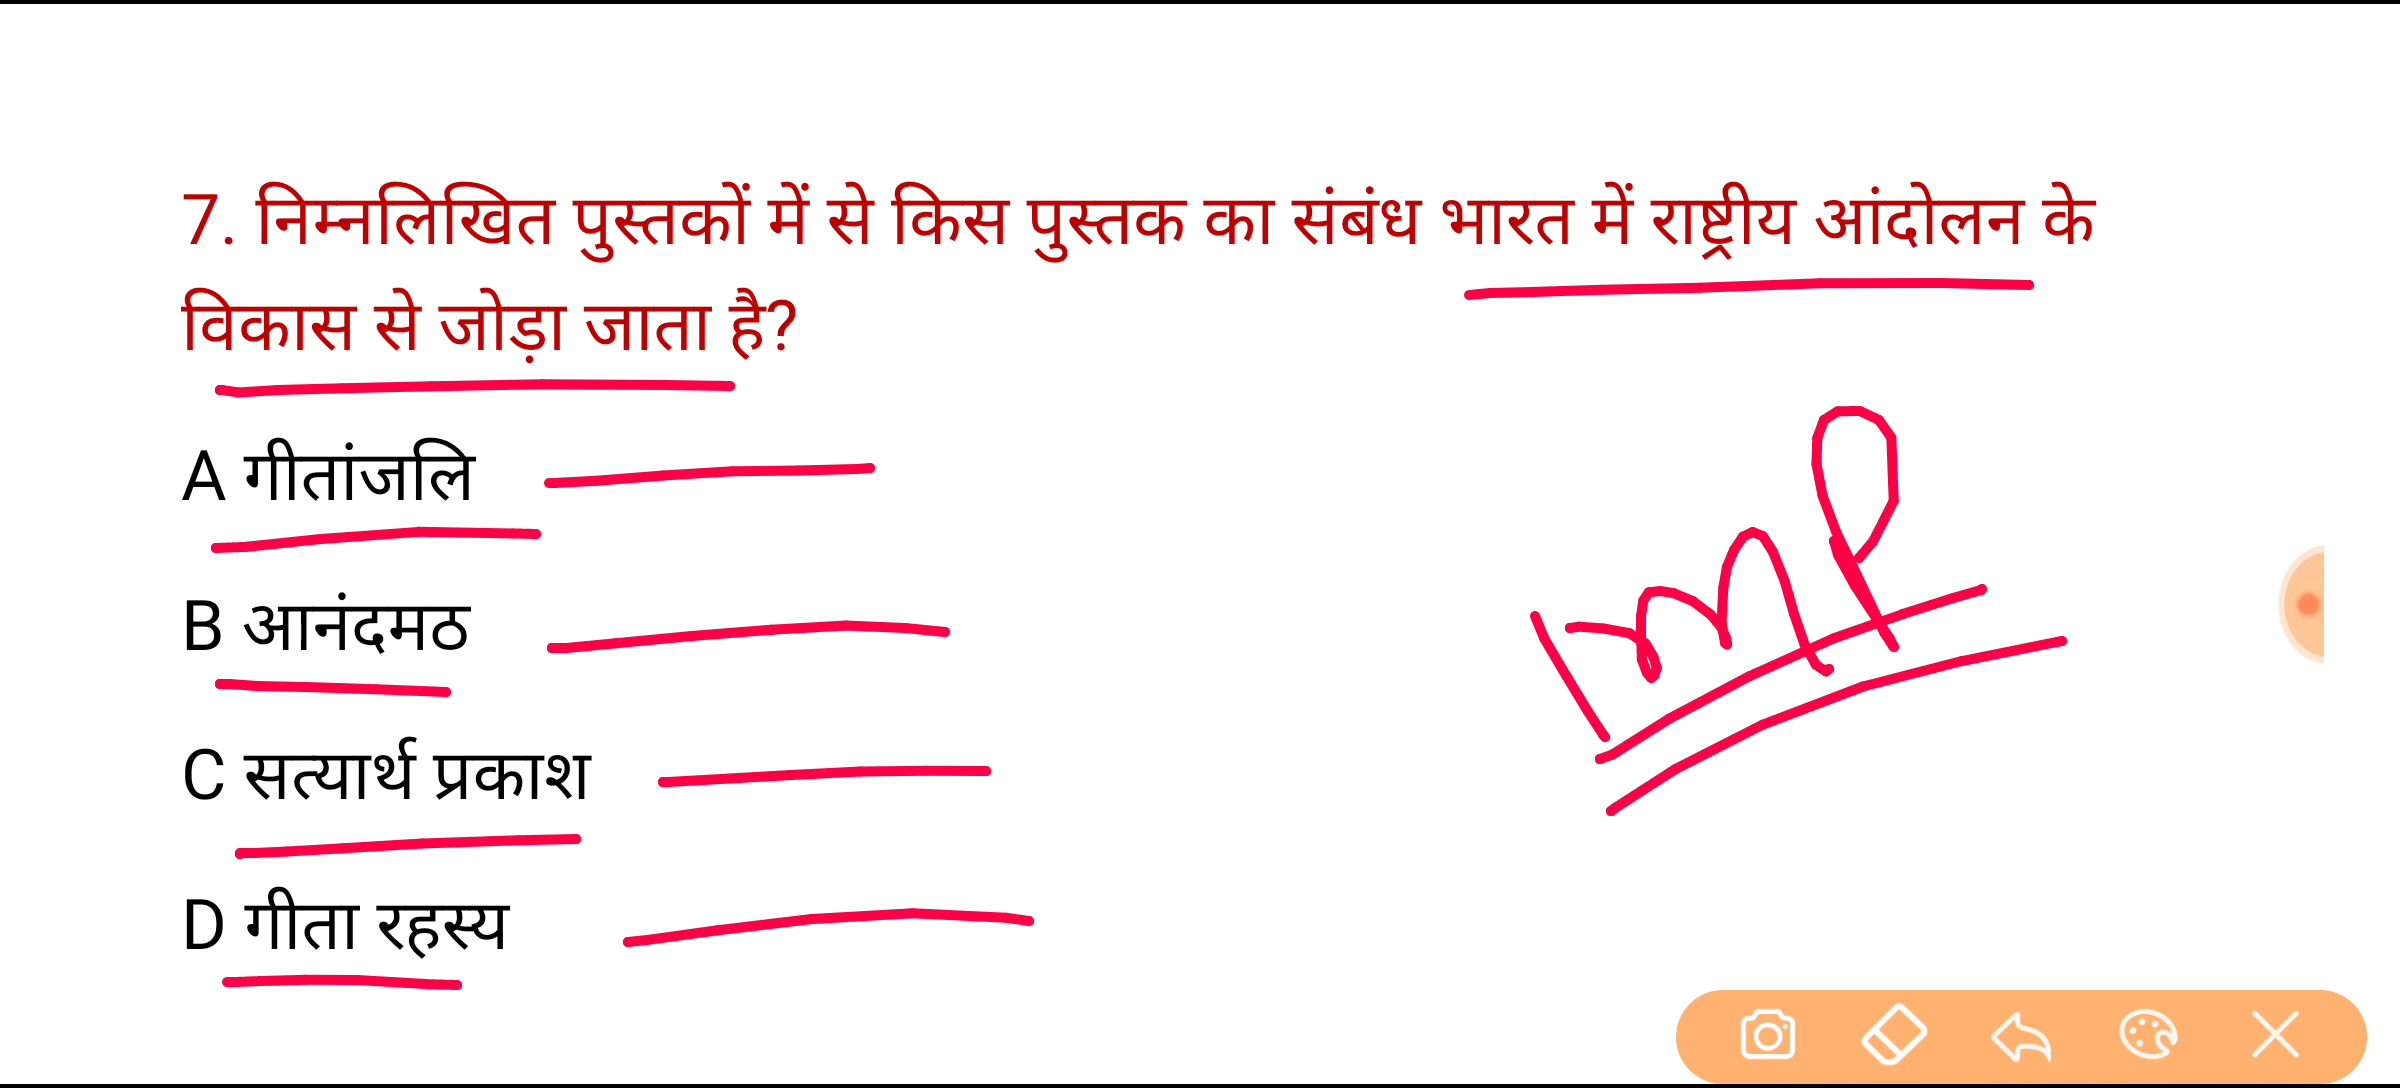 7. निम्नलिखित पुस्तकों में से किस पुस्तक का संबंध भारत में राष्ट्रीय आंदोलन के
विकास से जोड़ा जाता है?
A गीतांजलि
B आनंदमठ
Imp
C सत्यार्थ प्रकाश
D गीता रहस्य